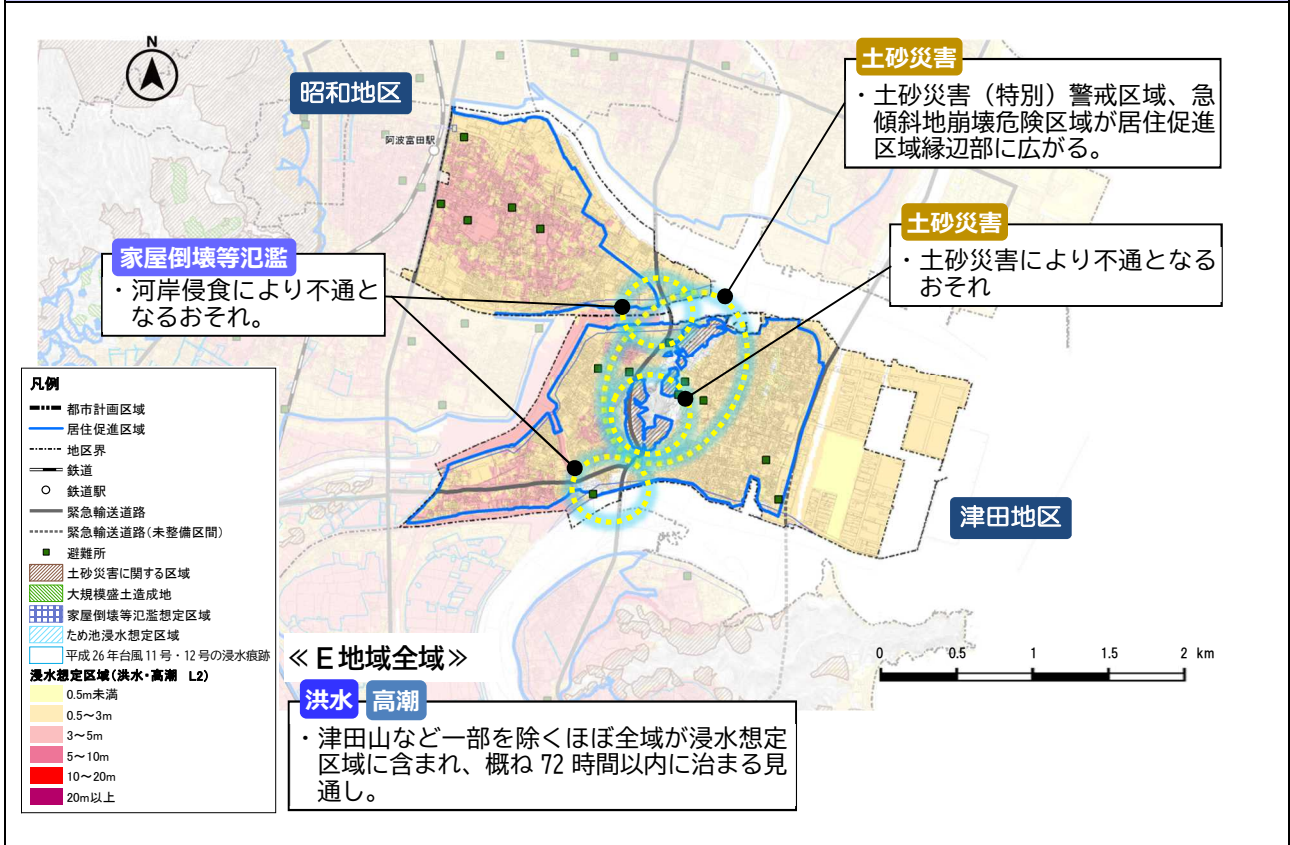 N
昭和地区
阿波富田駅
土砂災害
・土砂災害（特別）警戒区域、急
傾斜地崩壊危険区域が居住促進
区域縁辺部に広がる。
土砂災害
・土砂災害により不通となる
おそれ
家屋倒壊等氾濫
・河岸侵食により不通と
なるおそれ。
津田地区
凡例
都市計画区域
居住促進区域
地区界
鉄道
鉄道駅
緊急輸送道路
緊急輸送道路(未整備区間)
避難所
土砂災害に関する区域
大規模盛土造成地
家屋倒壊等氾濫想定区域
ため池浸水想定区域
平成26年台風11号・12号の浸水痕跡
浸水想定区域(洪水・高潮 L2)
0.5m未満
0.5～3m
3～5m
5～10m
10～20m
20m以上
≪E地域全域≫
洪水 高潮
・津田山など一部を除くほぼ全域が浸水想定
区域に含まれ、概ね72時間以内に治まる見
通し。
0 0.5 1 1.5 2 km